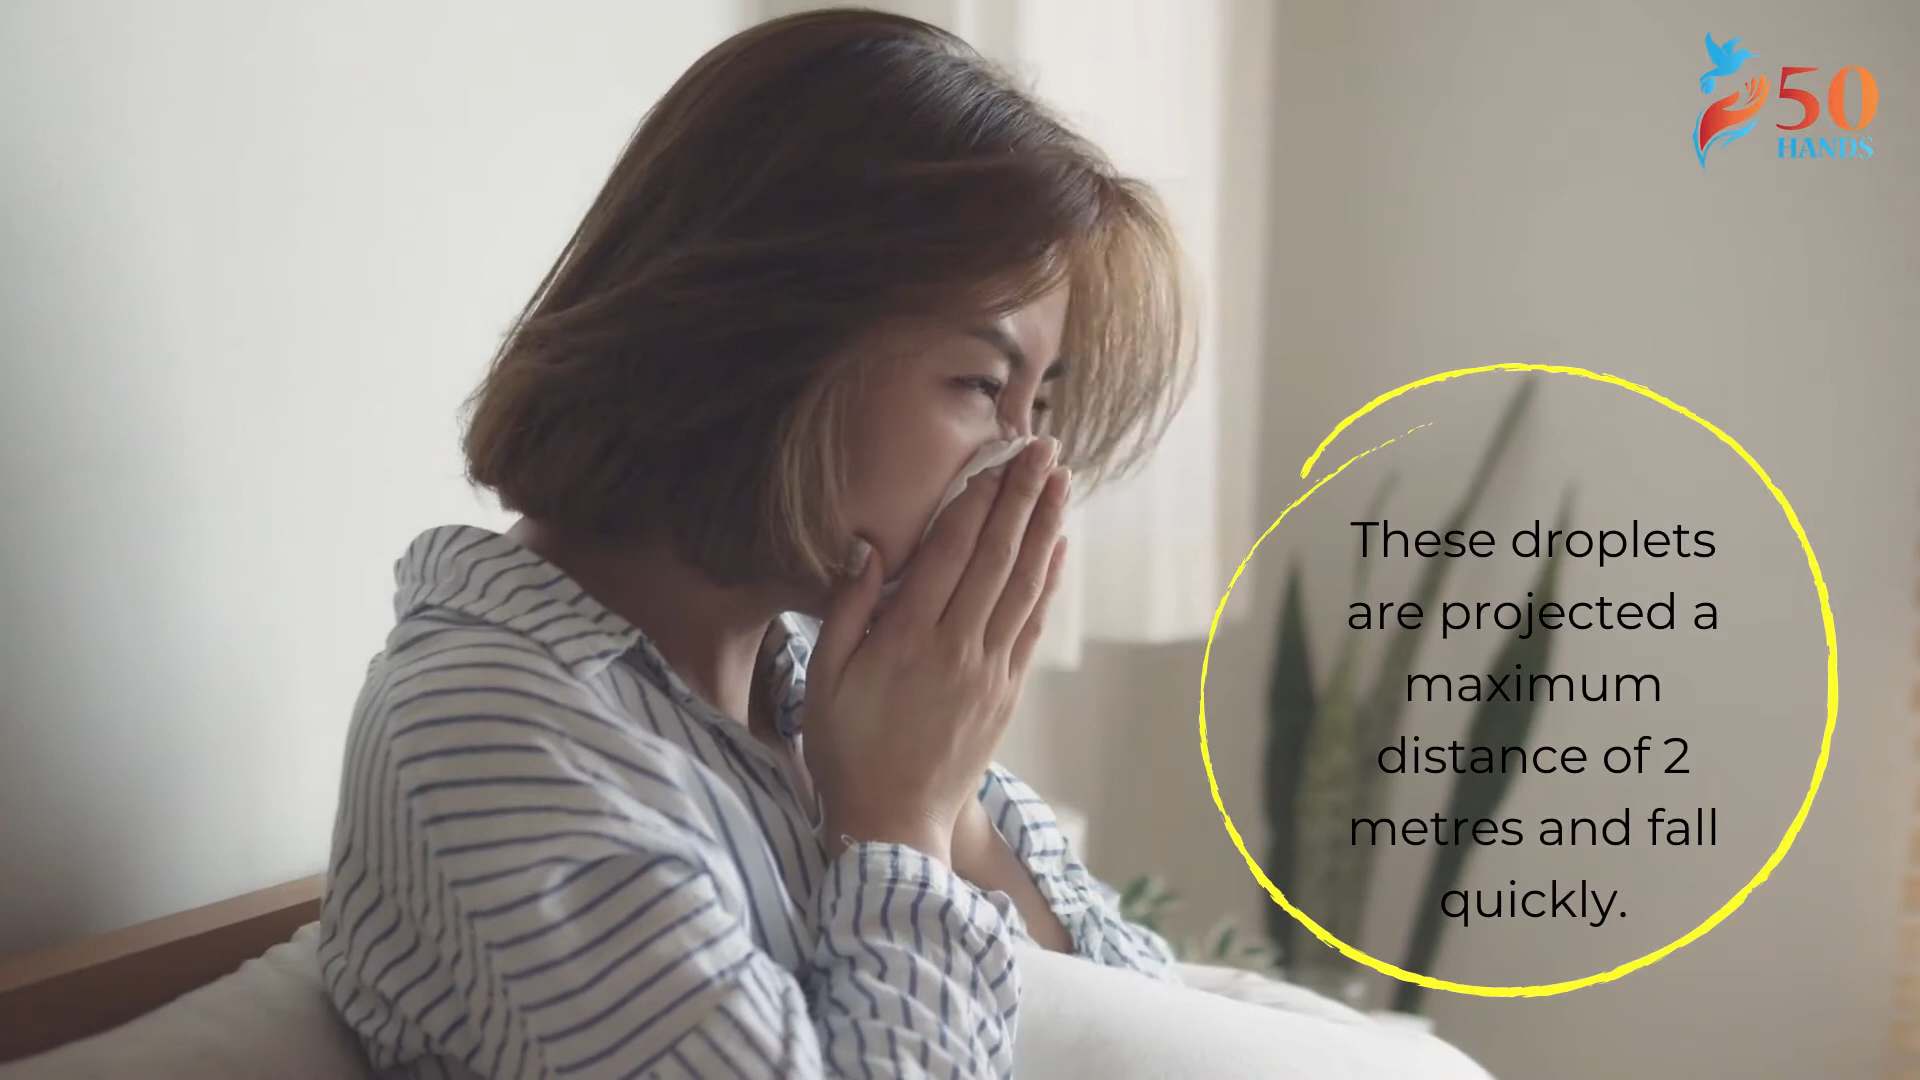 50
HANDS
These droplets
are projected a
maximum
distance of 2
metres and fall
quickly.